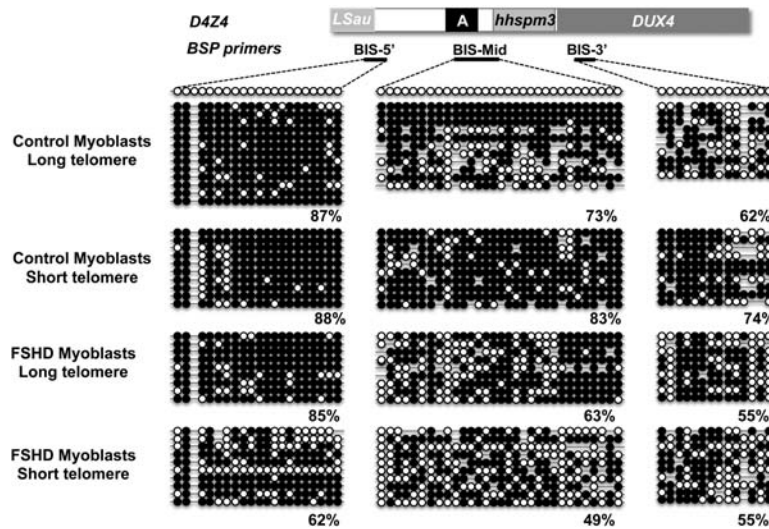 D4Z4 LSau A hhspm3 DUX4
BSP primers BIS-5' BIS-Mid BIS-3'
Control Myoblasts
Long telomere
87% 73% 62%
Control Myoblasts
Short telomere
88% 83% 74%
FSHD Myoblasts
Long telomere
85% 63% 55%
FSHD Myoblasts
Short telomere
62% 49% 55%